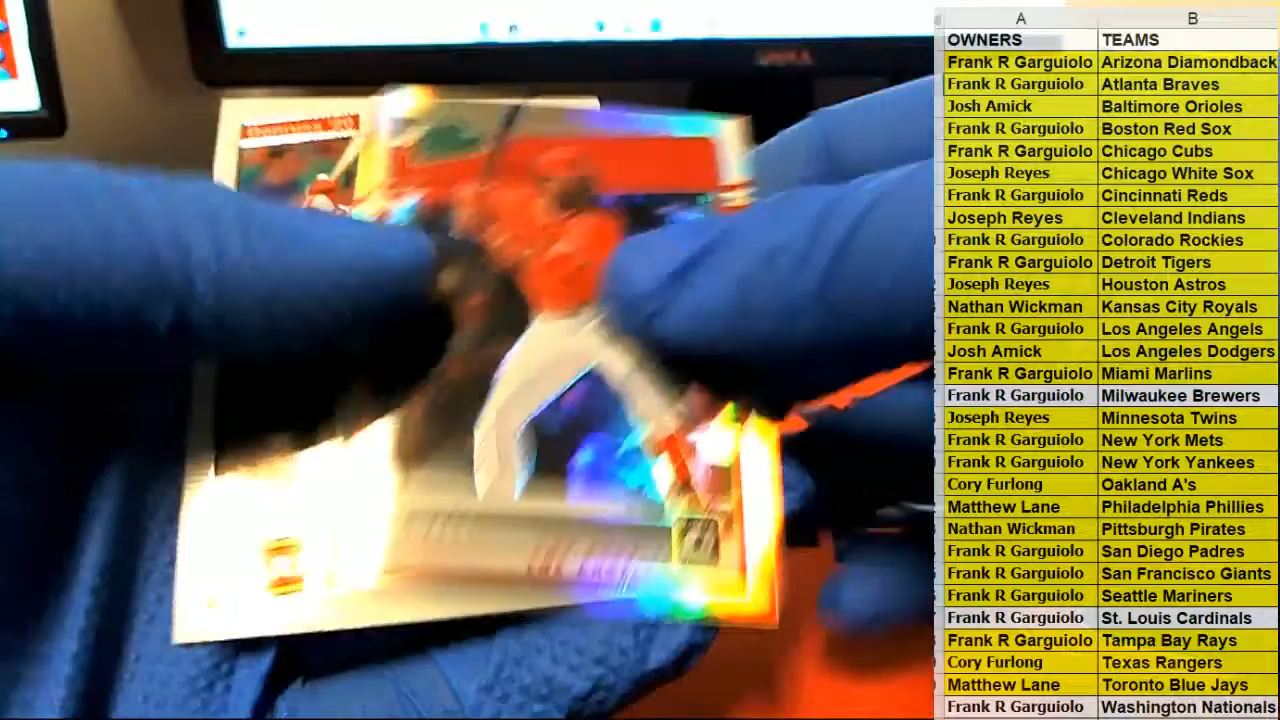 A B
OWNERS TEAMS
Frank R Garguiolo Arizona Diamondback
Frank R Garguiolo Atlanta Braves
Josh Amick Baltimore Orioles
Frank R Garguiolo Boston Red Sox
Frank R Garguiolo Chicago Cubs
Joseph Reyes Chicago White Sox
Frank R Garguiolo Cincinnati Reds
Joseph Reyes Cleveland Indians
Frank R Garguiolo Colorado Rockies
Frank R Garguiolo Detroit Tigers
Joseph Reyes Houston Astros
Nathan Wickman Kansas City Royals
Frank R Garguiolo Los Angeles Angels
Josh Amick Los Angeles Dodgers
Frank R Garguiolo Miami Marlins
Frank R Garguiolo Milwaukee Brewers
Joseph Reyes Minnesota Twins
Frank R Garguiolo New York Mets
Frank R Garguiolo New York Yankees
Cory Furlong Oakland A's
Matthew Lane Philadelphia Phillies
Nathan Wickman Pittsburgh Pirates
Frank R Garguiolo San Diego Padres
Frank R Garguiolo San Francisco Giants
Frank R Garguiolo Seattle Mariners
Frank R Garguiolo St. Louis Cardinals
Frank R Garguiolo Tampa Bay Rays
Cory Furlong Texas Rangers
Matthew Lane Toronto Blue Jays
Frank R Garguiolo Washington Nationals